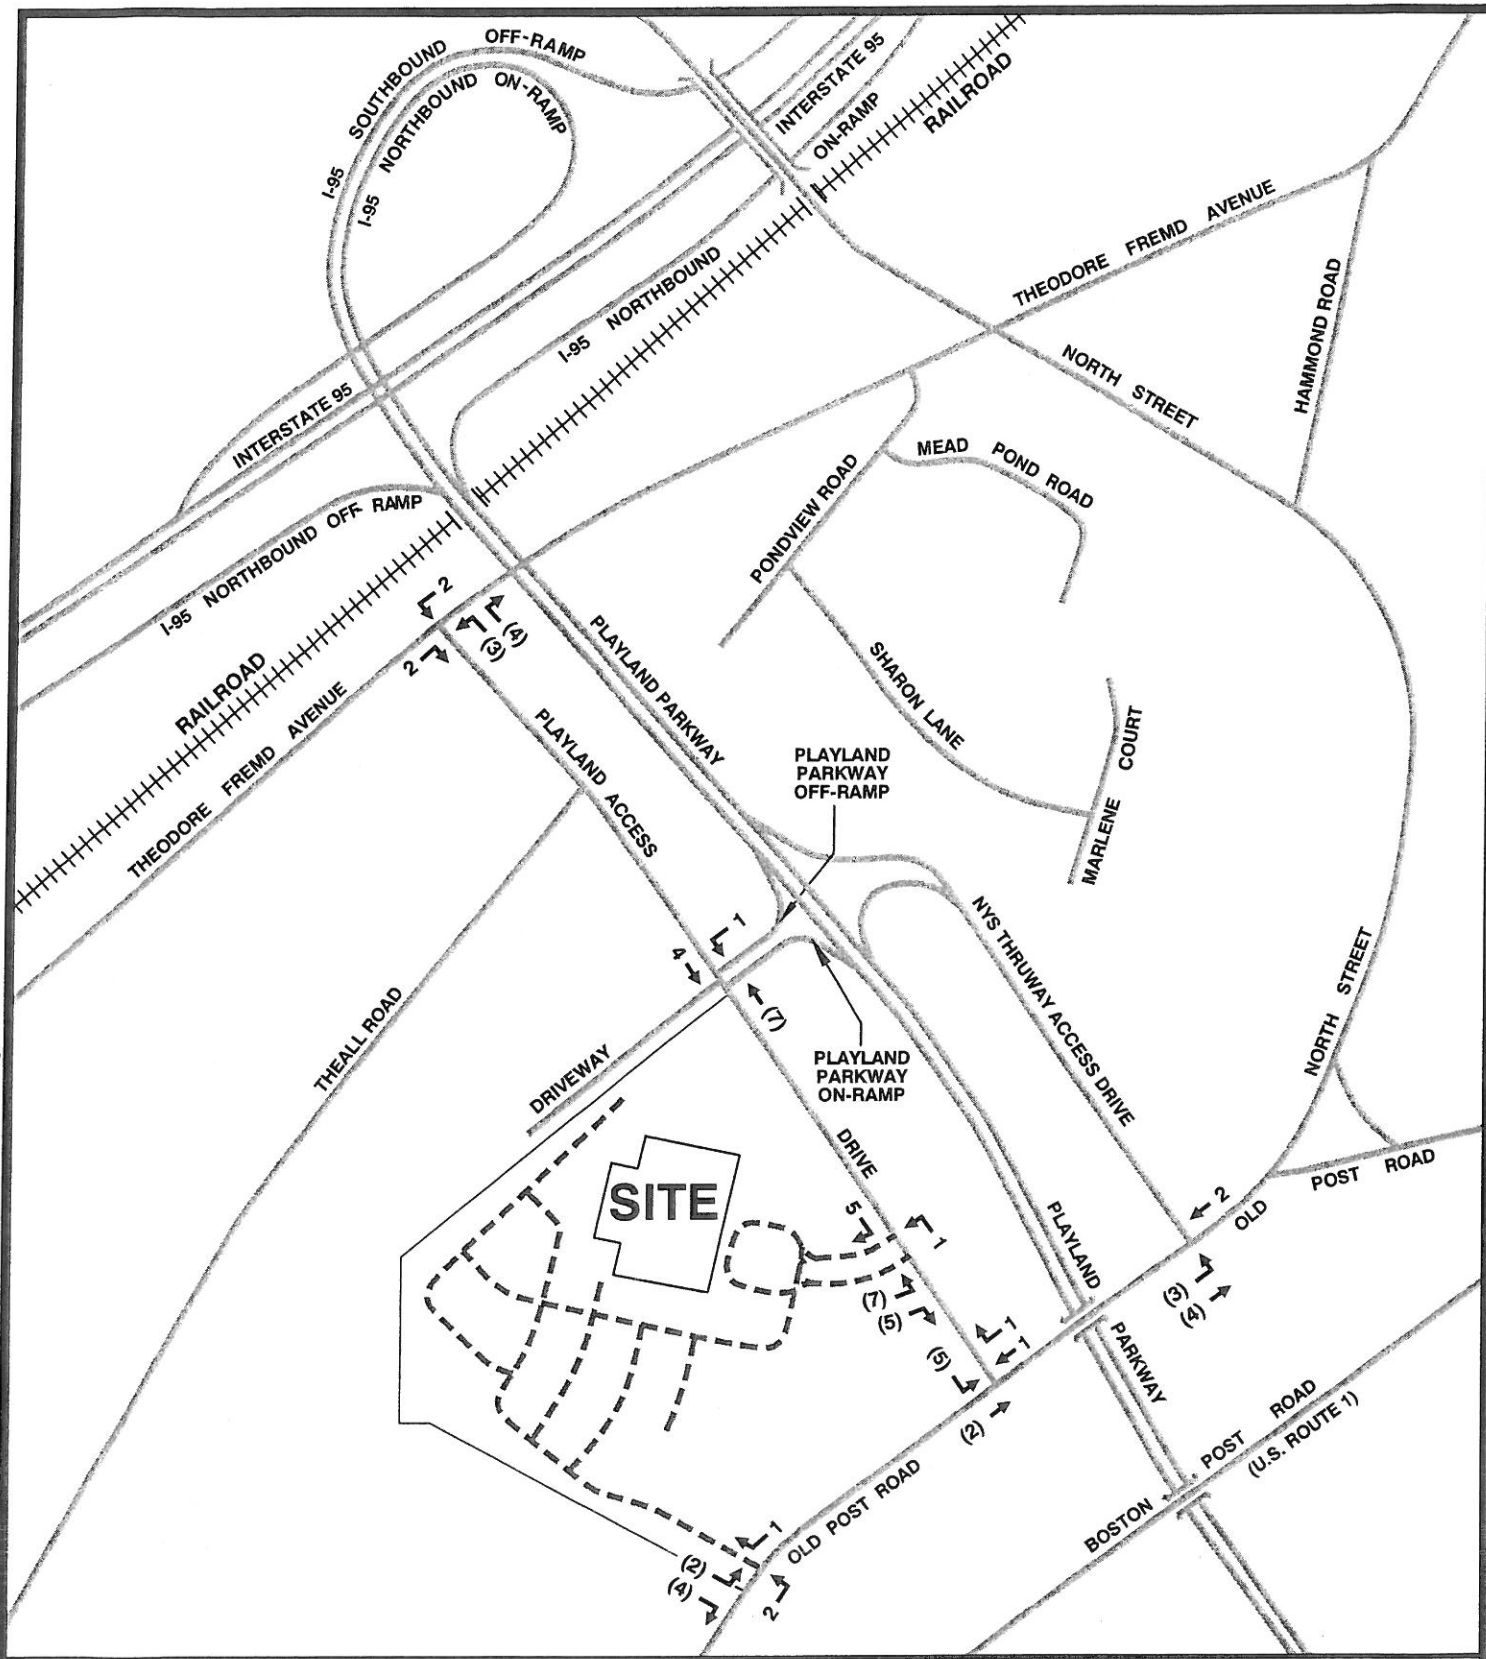 OFF-RAMP
I-95 SOUTHBOUND
I-95 NORTHBOUND ON-RAMP
INTERSTATE 95
ON-RAMP
RAILROAD
THEODORE FREMD AVENUE
HAMMOND ROAD
I-95 NORTHBOUND
NORTH STREET
INTERSTATE 95
MEAD POND ROAD
PONDVIEW ROAD
I-95 NORTHBOUND OFF RAMP
2
(4)
(3)
2
PLAYLAND PARKWAY
SHARON LANE
RAILROAD
THEODORE FREMD AVENUE
PLAYLAND ACCESS
MARLENE COURT
PLAYLAND
PARKWAY
OFF-RAMP
1
4
(7)
NYS THRUWAY ACCESS DRIVE
NORTH STREET
THEALL ROAD
DRIVEWAY
PLAYLAND
PARKWAY
ON-RAMP
DRIVE
POST ROAD
SITE
5
1
PLAYLAND
2
OLD
(7)
(5)
(3)
(4)
1
1
(5)
(2)
PARKWAY
POST ROAD
(U.S. ROUTE 1)
BOSTON
OLD POST ROAD
1
(2)
(4)
2